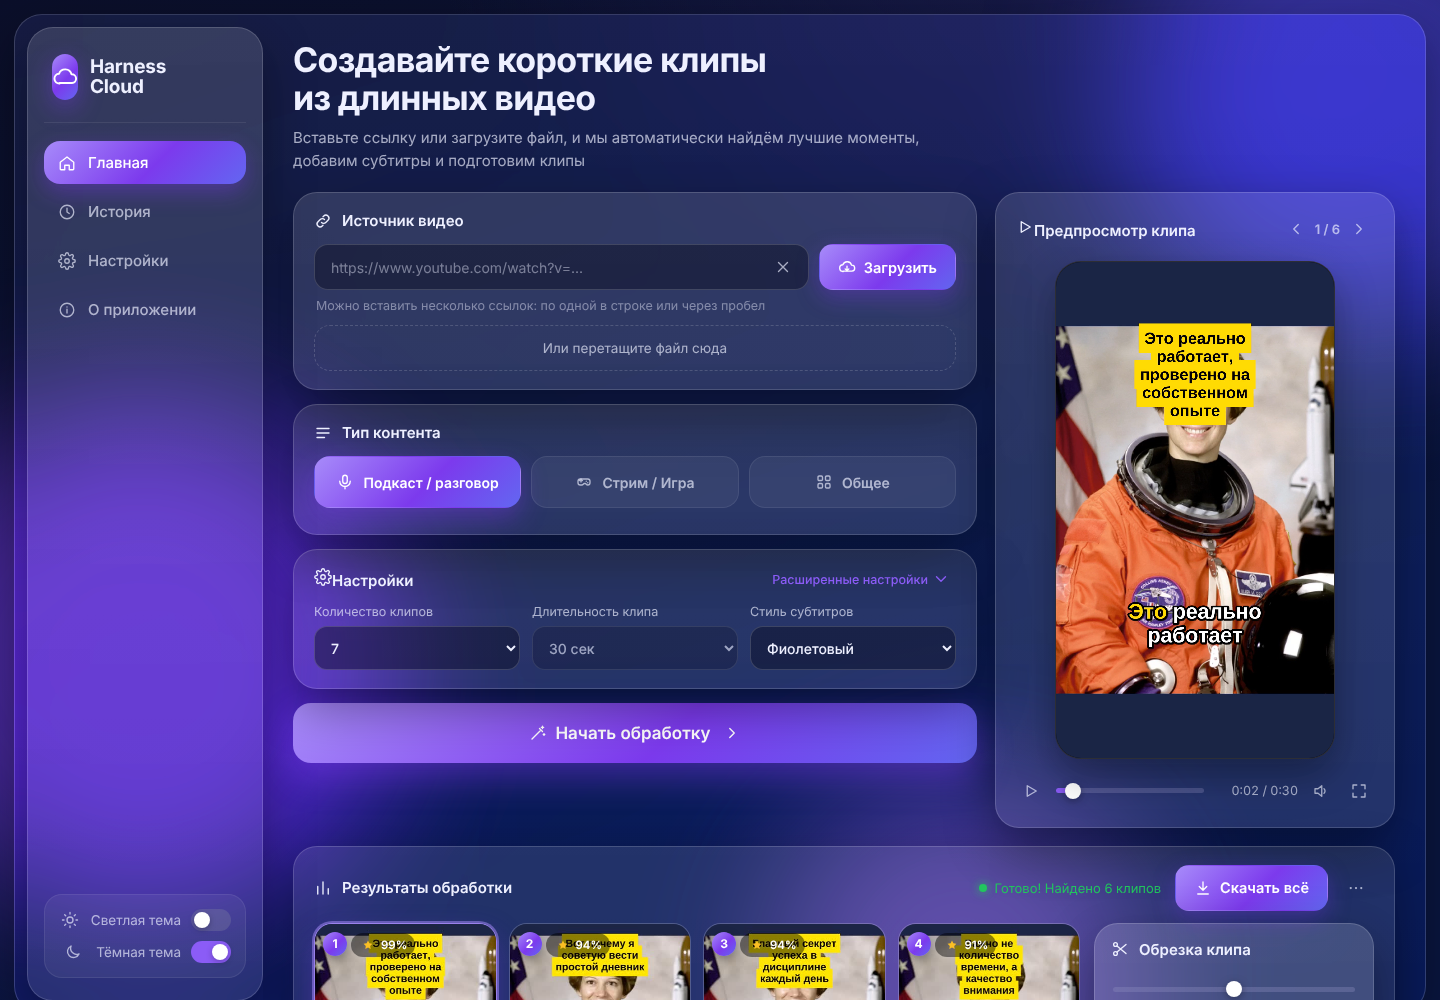 Harness
Cloud
Главная
История
Настройки
О приложении
Светлая тема
Тёмная тема
Создавайте короткие клипы
из длинных видео
Вставьте ссылку или загрузите файл, и мы автоматически найдём лучшие моменты,
добавим субтитры и подготовим клипы
Источник видео
https://www.youtube.com/watch?v=...
Загрузить
Можно вставить несколько ссылок: по одной в строке или через пробел
Или перетащите файл сюда
Тип контента
Подкаст / разговор
Стрим / Игра
Общее
Настройки
Расширенные настройки
Количество клипов
Длительность клипа
Стиль субтитров
7
30 сек
Фиолетовый
Начать обработку
Предпросмотр клипа
1 / 6
Это реально
работает,
проверено на
собственном
опыте
Это реально
работает
0:02 / 0:30
Результаты обработки
Готово! Найдено 6 клипов
Скачать всё
1
99%
работает,
проверено на
собственном
опыте
2
94%
советую вести
простой дневник
3
94%
секрет
успеха в
дисциплине
каждый день
4
91%
не
количество
времени, а
качество
внимания
Обрезка клипа